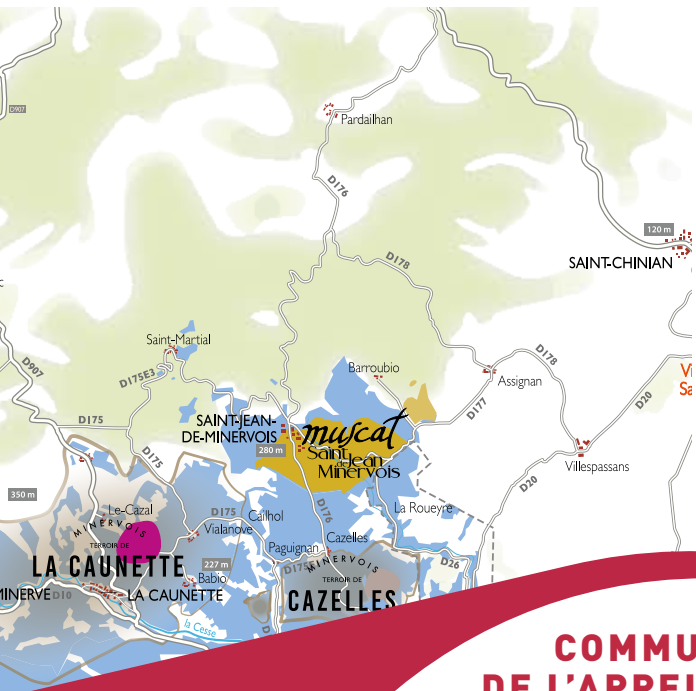 D907
Pardailhan
D176
120 m
SAINT-CHINIAN
D178
Saint-Martial
D907
D175E3
Barroubio
D178
Assignan
D177
D20
D175
SAINT-JEAN-
DE-MINERVOIS
muscat
Saint
de Jean
Minervois
280 m
D175
Villespassans
D20
350 m
Le-Cazal
MINERVOIS
TERROIR DE
LA CAUNETTE
D175
Cailhol
Vialanove
D176
La Roueyre
Cazelles
Paguignan
MINERVOIS
TERROIR DE
CAZELLES
D26
227 m
Babio
MINERVE
D10
LA CAUNETTE
la Cesse
COMMU
DE L'APPEL